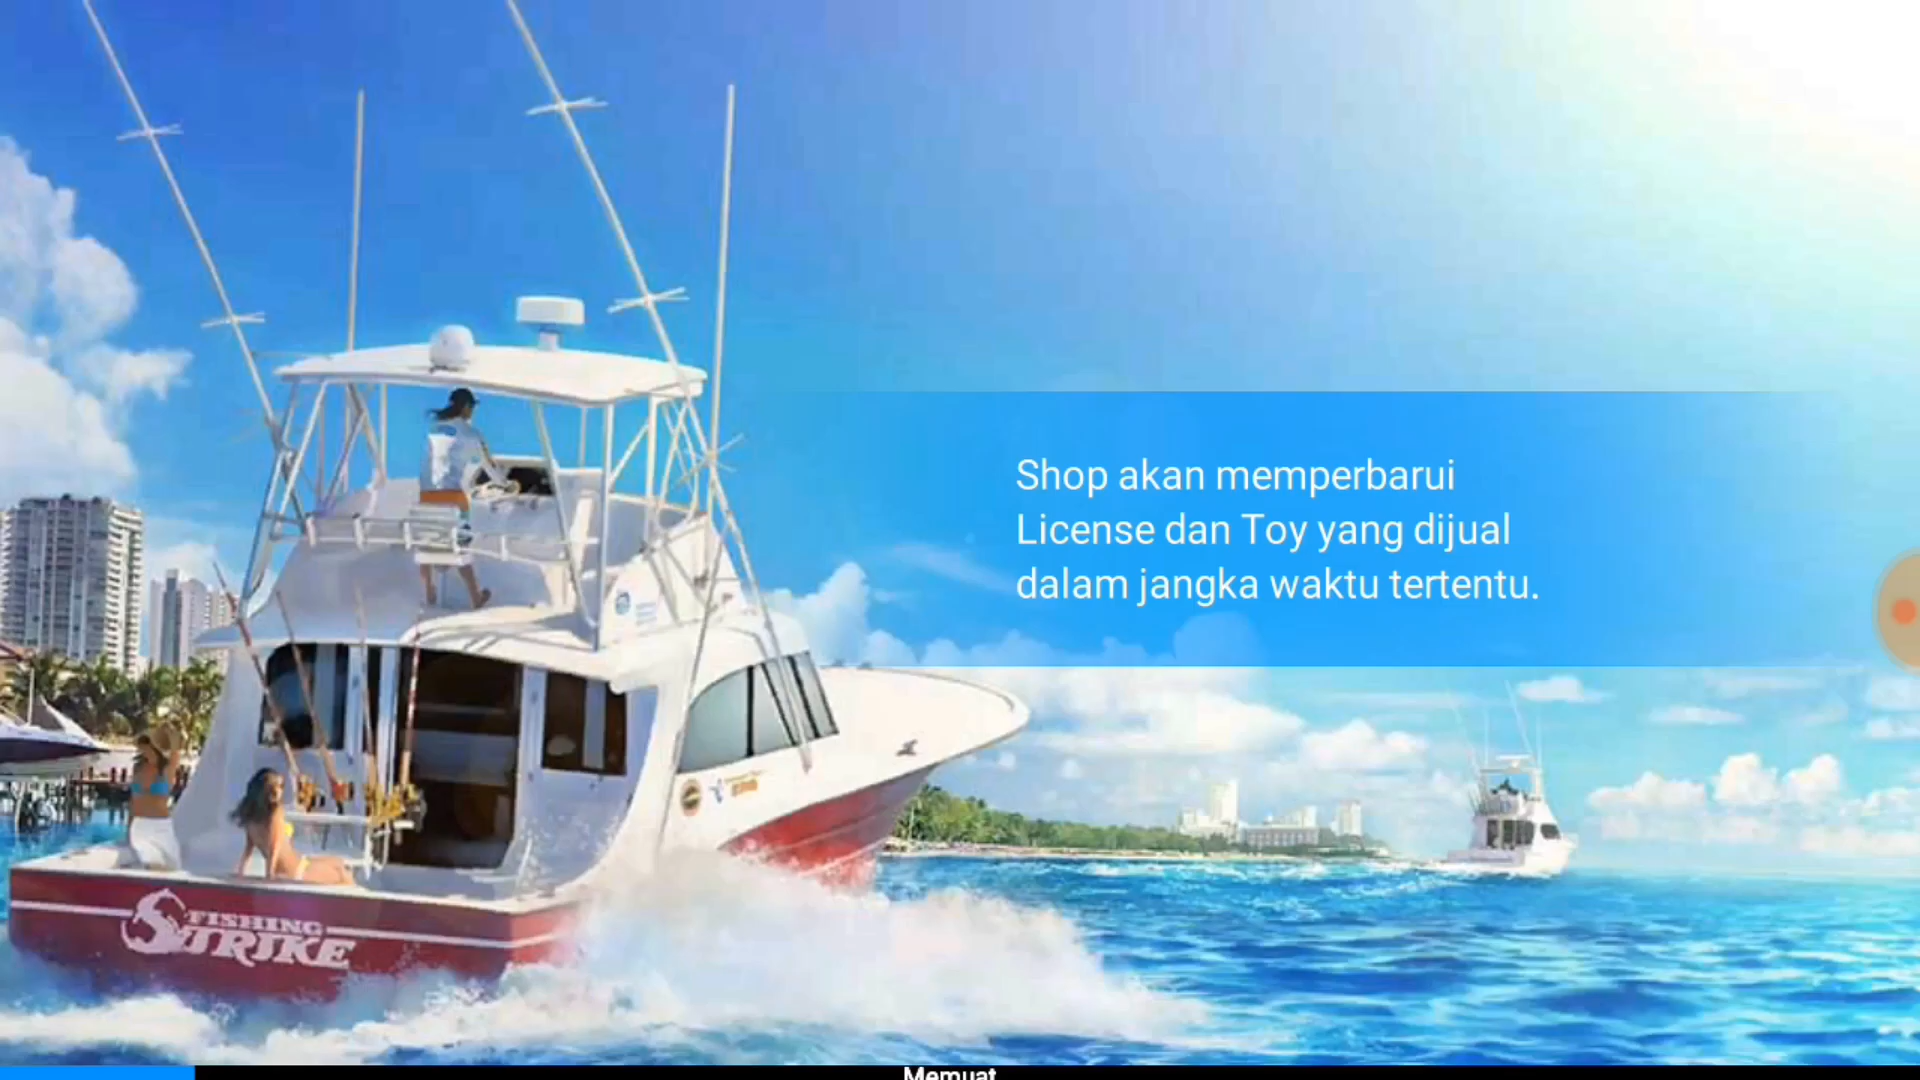 Shop akan memperbarui
License dan Toy yang dijual
dalam jangka waktu tertentu.
FISHING
STRIKE
Memuat